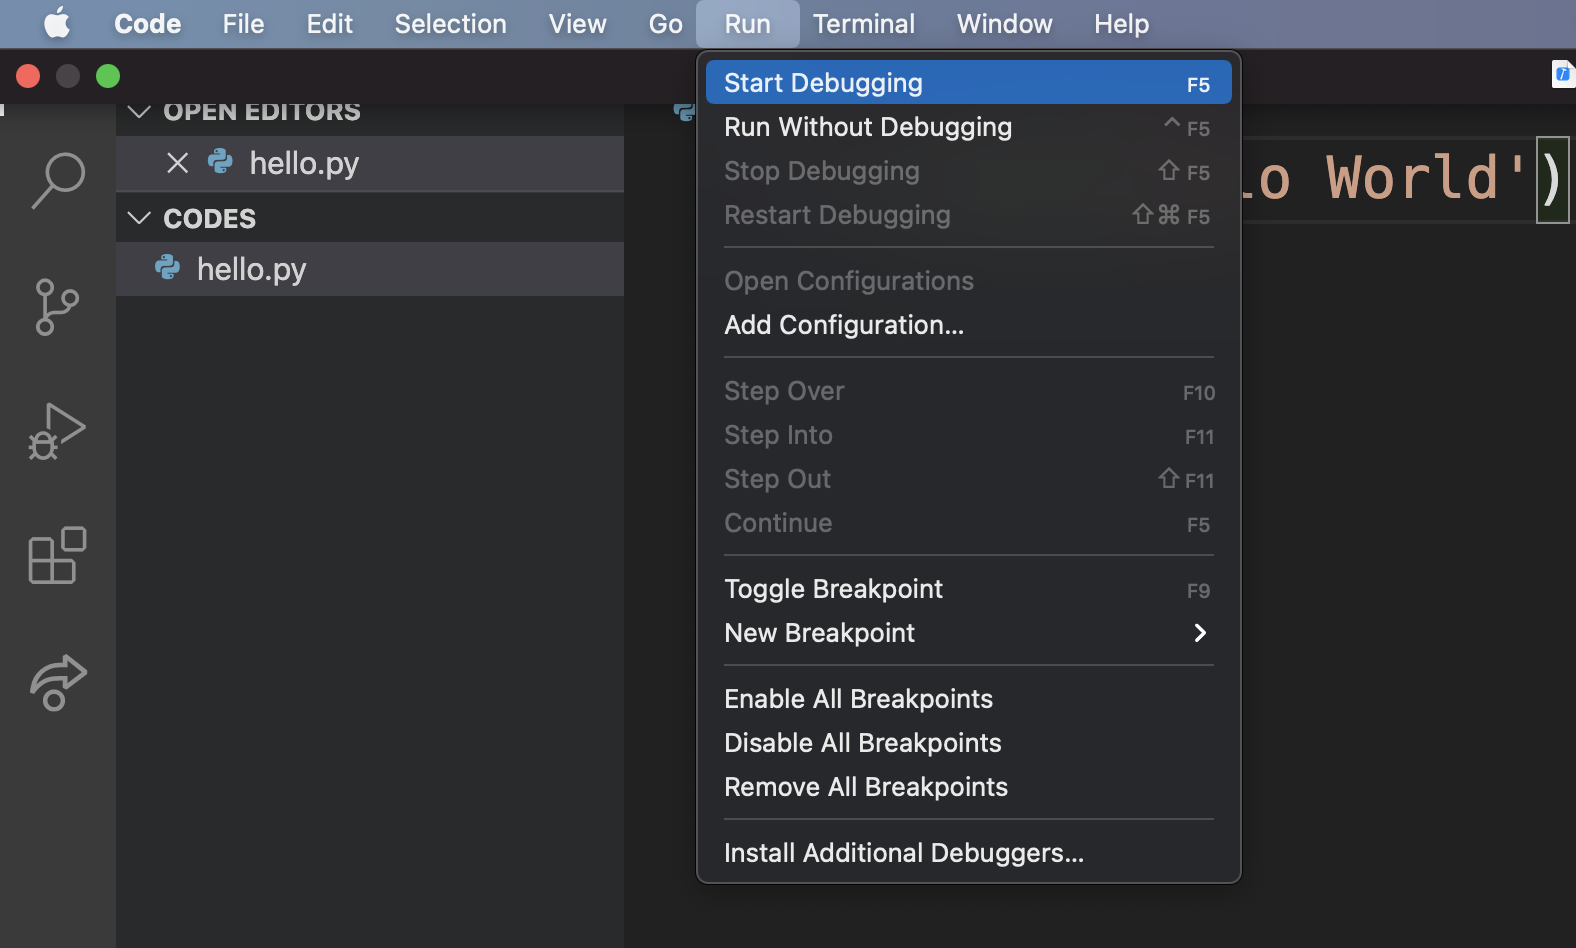 Code File Edit Selection View Go Run Terminal Window Help
OPEN EDITORS
hello.py
CODES
hello.py
Start Debugging F5
Run Without Debugging ^ F5
Stop Debugging ⇧ F5
Restart Debugging ⇧⌘ F5
Open Configurations
Add Configuration...
Step Over F10
Step Into F11
Step Out ⇧ F11
Continue F5
Toggle Breakpoint F9
New Breakpoint
Enable All Breakpoints
Disable All Breakpoints
Remove All Breakpoints
Install Additional Debuggers...
lo World')